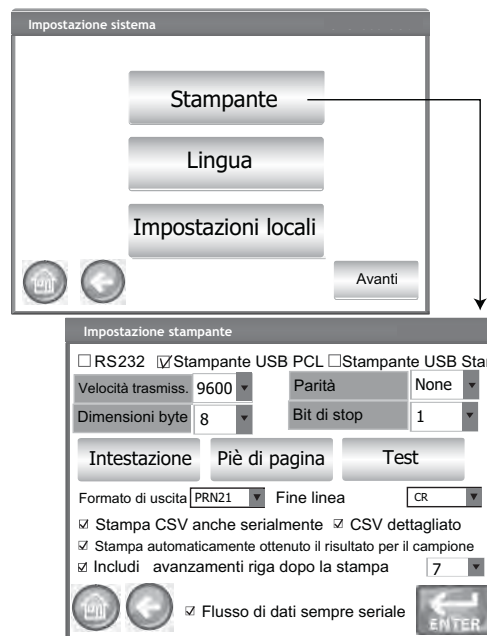 Impostazione sistema
Stampante
Lingua
Impostazioni locali
Avanti
Impostazione stampante
RS232 Stampante USB PCL Stampante USB Star
Velocità trasmiss. 9600 Parità None
Dimensioni byte 8 Bit di stop 1
Intestazione Piè di pagina Test
Formato di uscita PRN21 Fine linea CR
Stampa CSV anche serialmente CSV dettagliato
Stampa automaticamente ottenuto il risultato per il campione
Includi avanzamenti riga dopo la stampa 7
Flusso di dati sempre seriale ENTER